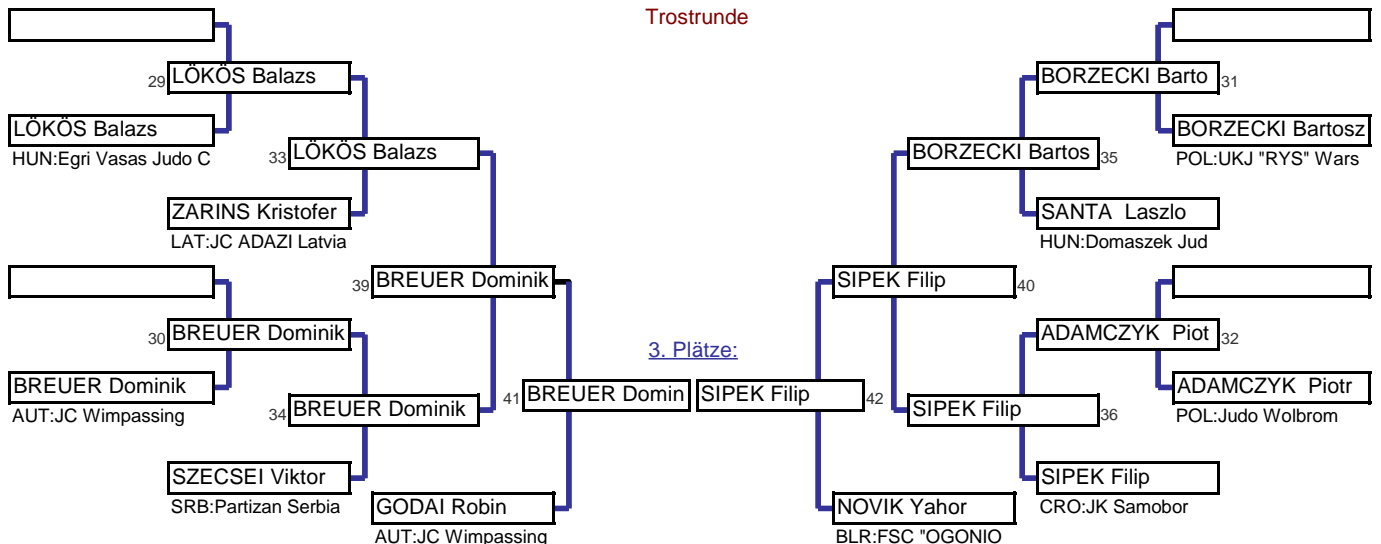 Trostrunde
29 LÖKÖS Balazs
BORZECKI Barto 31
LÖKÖS Balazs
HUN:Egri Vasas Judo C
BORZECKI Bartosz
POL:UKJ "RYS" Wars
33 LÖKÖS Balazs
BORZECKI Bartos 35
ZARINS Kristofer
LAT:JC ADAZI Latvia
SANTA Laszlo
HUN:Domaszek Jud
39 BREUER Dominik
SIPEK Filip 40
30 BREUER Dominik
ADAMCZYK Piot 32
3. Plätze:
BREUER Dominik
AUT:JC Wimpassing
41 BREUER Domin
SIPEK Filip 42
ADAMCZYK Piotr
POL:Judo Wolbrom
34 BREUER Dominik
SIPEK Filip 36
SZECSEI Viktor
SRB:Partizan Serbia
SIPEK Filip
CRO:JK Samobor
GODAI Robin
AUT:JC Wimpassing
NOVIK Yahor
BLR:FSC "OGONIO